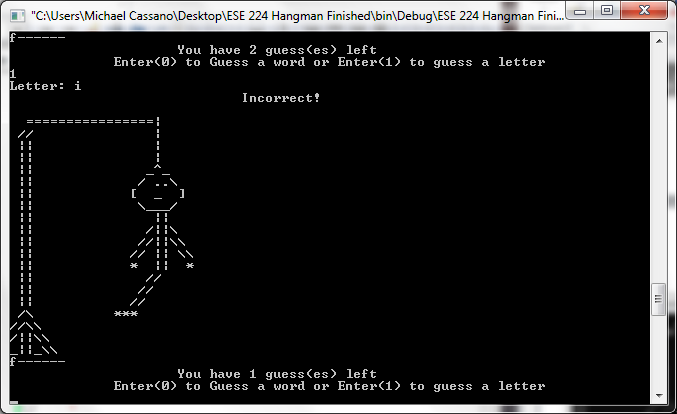 "C:\Users\Michael Cassano\Desktop\ESE 224 Hangman Finished\bin\Debug\ESE 224 Hangman Fini...
f------
You have 2 guess(es) left
Enter(0) to Guess a word or Enter(1) to guess a letter
1
Letter: i
Incorrect!
f------
You have 1 guess(es) left
Enter(0) to Guess a word or Enter(1) to guess a letter